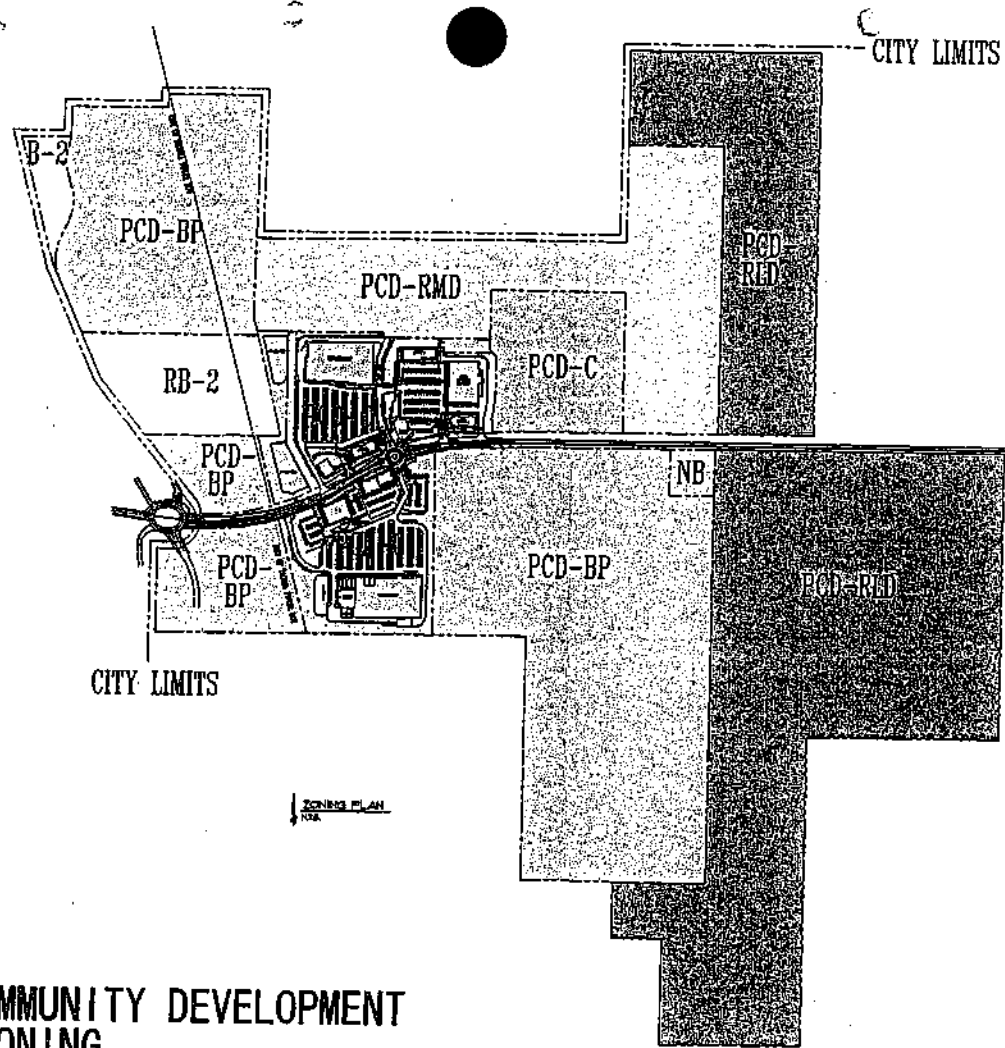 CITY LIMITS
B-2
PCD-BP
PCD-
RLD
PCD-RMD
PCD-C
RB-2
PCD-
BP
NB
PCD-
BP
PCD-BP
PCD-RLD
CITY LIMITS
ZONING PLAN
MMUNITY DEVELOPMENT
ONING